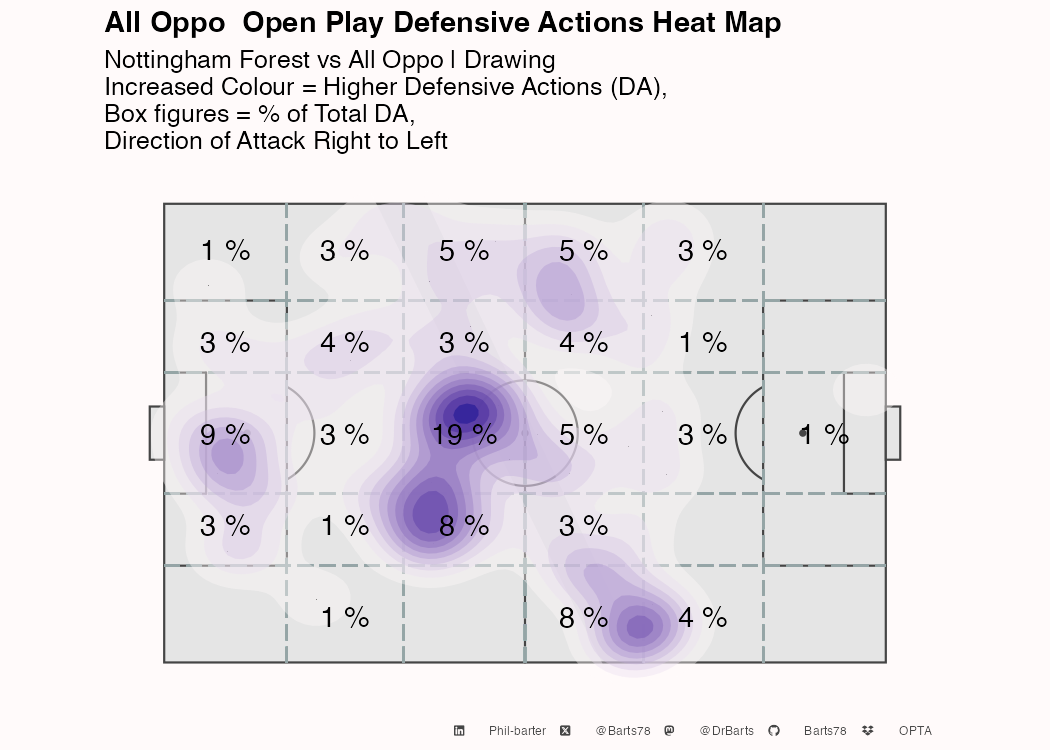 All Oppo  Open Play Defensive Actions Heat Map
Nottingham Forest vs All Oppo | Drawing
Increased Colour = Higher Defensive Actions (DA),
Box figures = % of Total DA,
Direction of Attack Right to Left
1 % 3 % 5 % 5 % 3 %
3 % 4 % 3 % 4 % 1 %
9 % 3 % 19 % 5 % 3 % 1 %
3 % 1 % 8 % 3 %
1 % 8 % 4 %
Phil-barter @Barts78 @DrBarts Barts78 OPTA